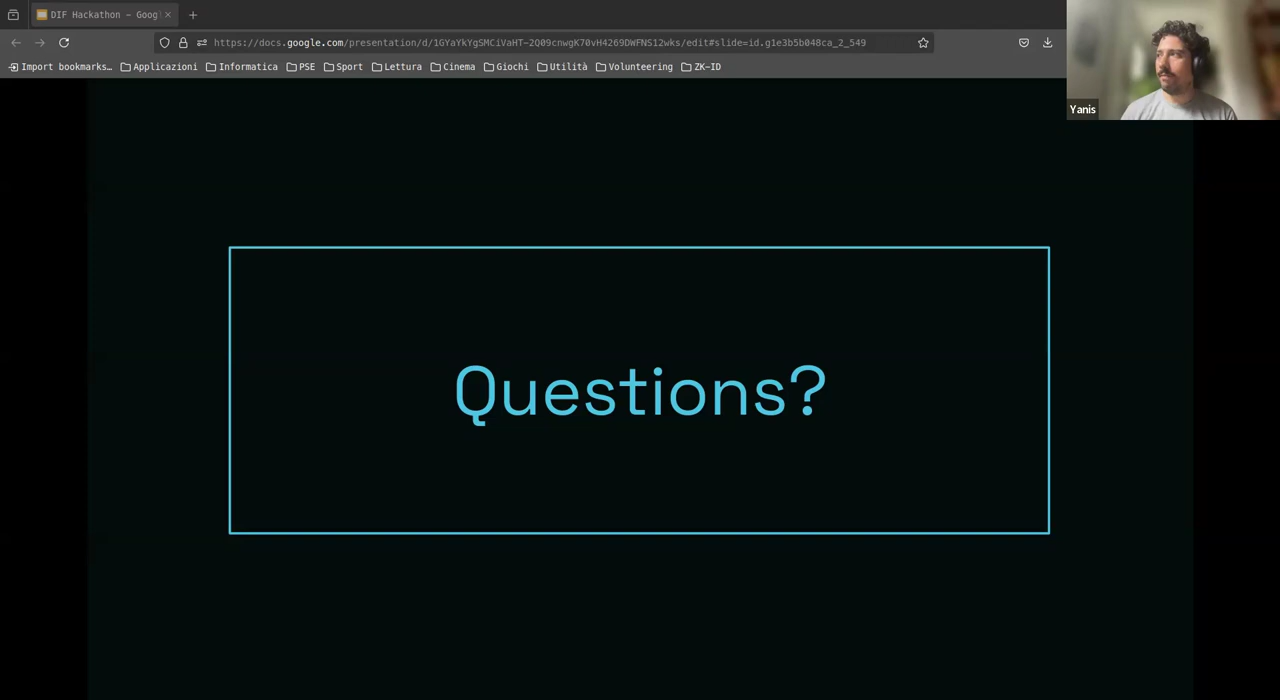 DIF Hackathon – Goog
https://docs.google.com/presentation/d/1GYaYkYgSMCiVaHT-2Q09cnwgK70vH4269DWFNS12wks/edit#slide=id.g1e3b5b048ca_2_549
Import bookmarks… Applicazioni Informatica PSE Sport Lettura Cinema Giochi Utilità Volunteering ZK-ID
Yanis
Questions?